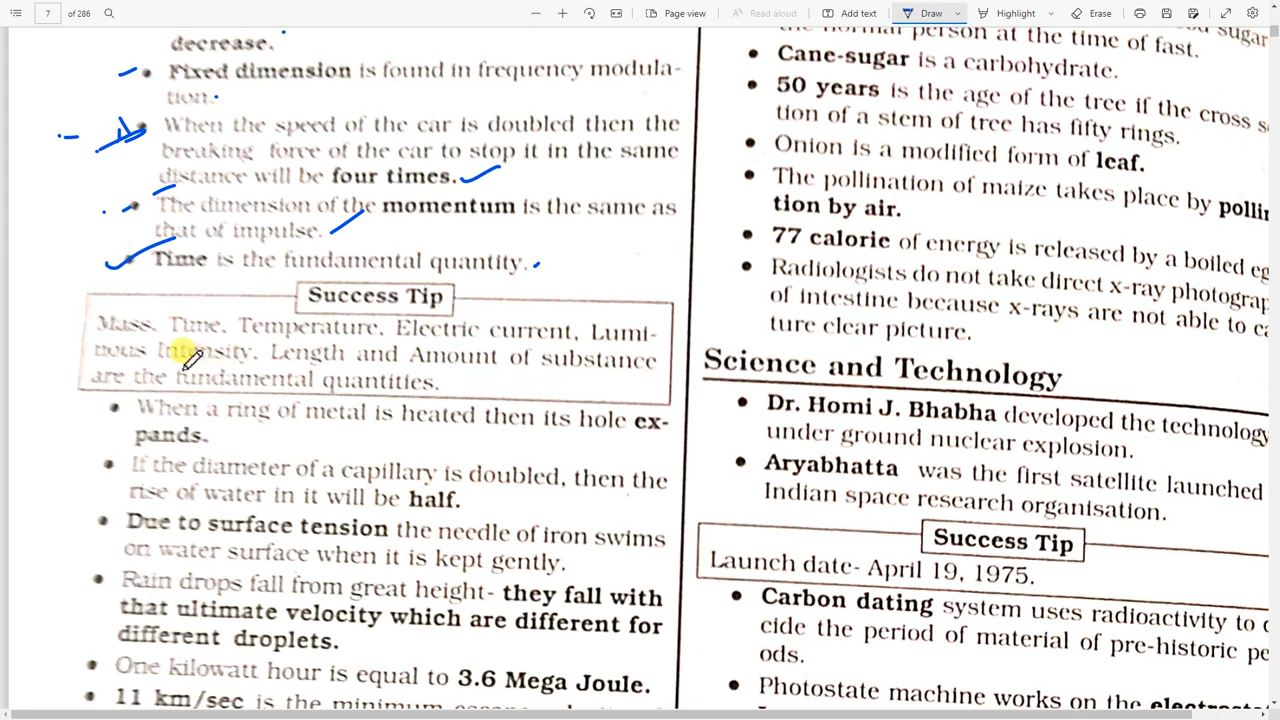 7 of 286
Page view
Read aloud
Add text
Draw
Highlight
Erase
decrease.
Fixed dimension is found in frequency modula-
tion.
When the speed of the car is doubled then the
breaking force of the car to stop it in the same
distance will be four times.
The dimension of the momentum is the same as
that of impulse.
Time is the fundamental quantity.
Success Tip
Mass, Time, Temperature, Electric current, Lumi-
nous Intensity, Length and Amount of substance
are the fundamental quantities.
When a ring of metal is heated then its hole ex-
pands.
If the diameter of a capillary is doubled, then the
rise of water in it will be half.
Due to surface tension the needle of iron swims
on water surface when it is kept gently.
Rain drops fall from great height- they fall with
that ultimate velocity which are different for
different droplets.
One kilowatt hour is equal to 3.6 Mega Joule.
11 km/sec is the minimum
sugar
the normal person at the time of fast.
Cane-sugar is a carbohydrate.
50 years is the age of the tree if the cross s
tion of a stem of tree has fifty rings.
Onion is a modified form of leaf.
The pollination of maize takes place by pollin
tion by air.
77 caloric of energy is released by a boiled eg
Radiologists do not take direct x-ray photograp
of intestine because x-rays are not able to ca
ture clear picture.
Science and Technology
Dr. Homi J. Bhabha developed the technology
under ground nuclear explosion.
Aryabhatta was the first satellite launched
Indian space research organisation.
Success Tip
Launch date- April 19, 1975.
Carbon dating system uses radioactivity to
cide the period of material of pre-historic pe
ods.
Photostate machine works on the electrost